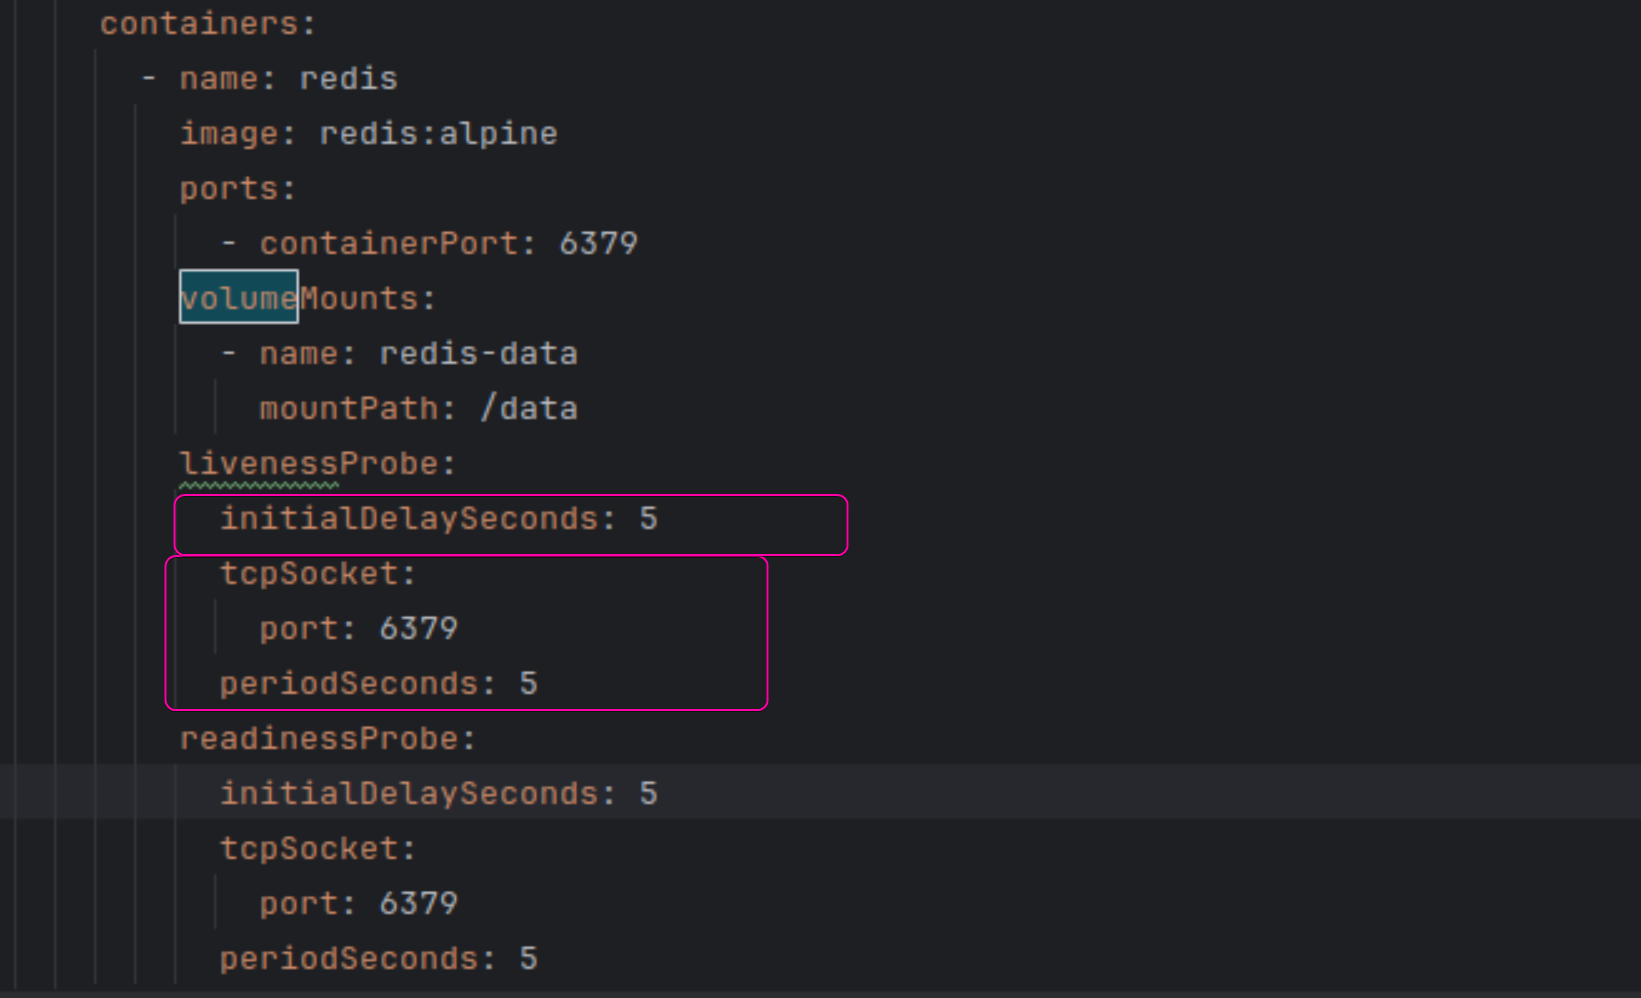 containers:
- name: redis
image: redis:alpine
ports:
- containerPort: 6379
volumeMounts:
- name: redis-data
mountPath: /data
livenessProbe:
initialDelaySeconds: 5
tcpSocket:
port: 6379
periodSeconds: 5
readinessProbe:
initialDelaySeconds: 5
tcpSocket:
port: 6379
periodSeconds: 5